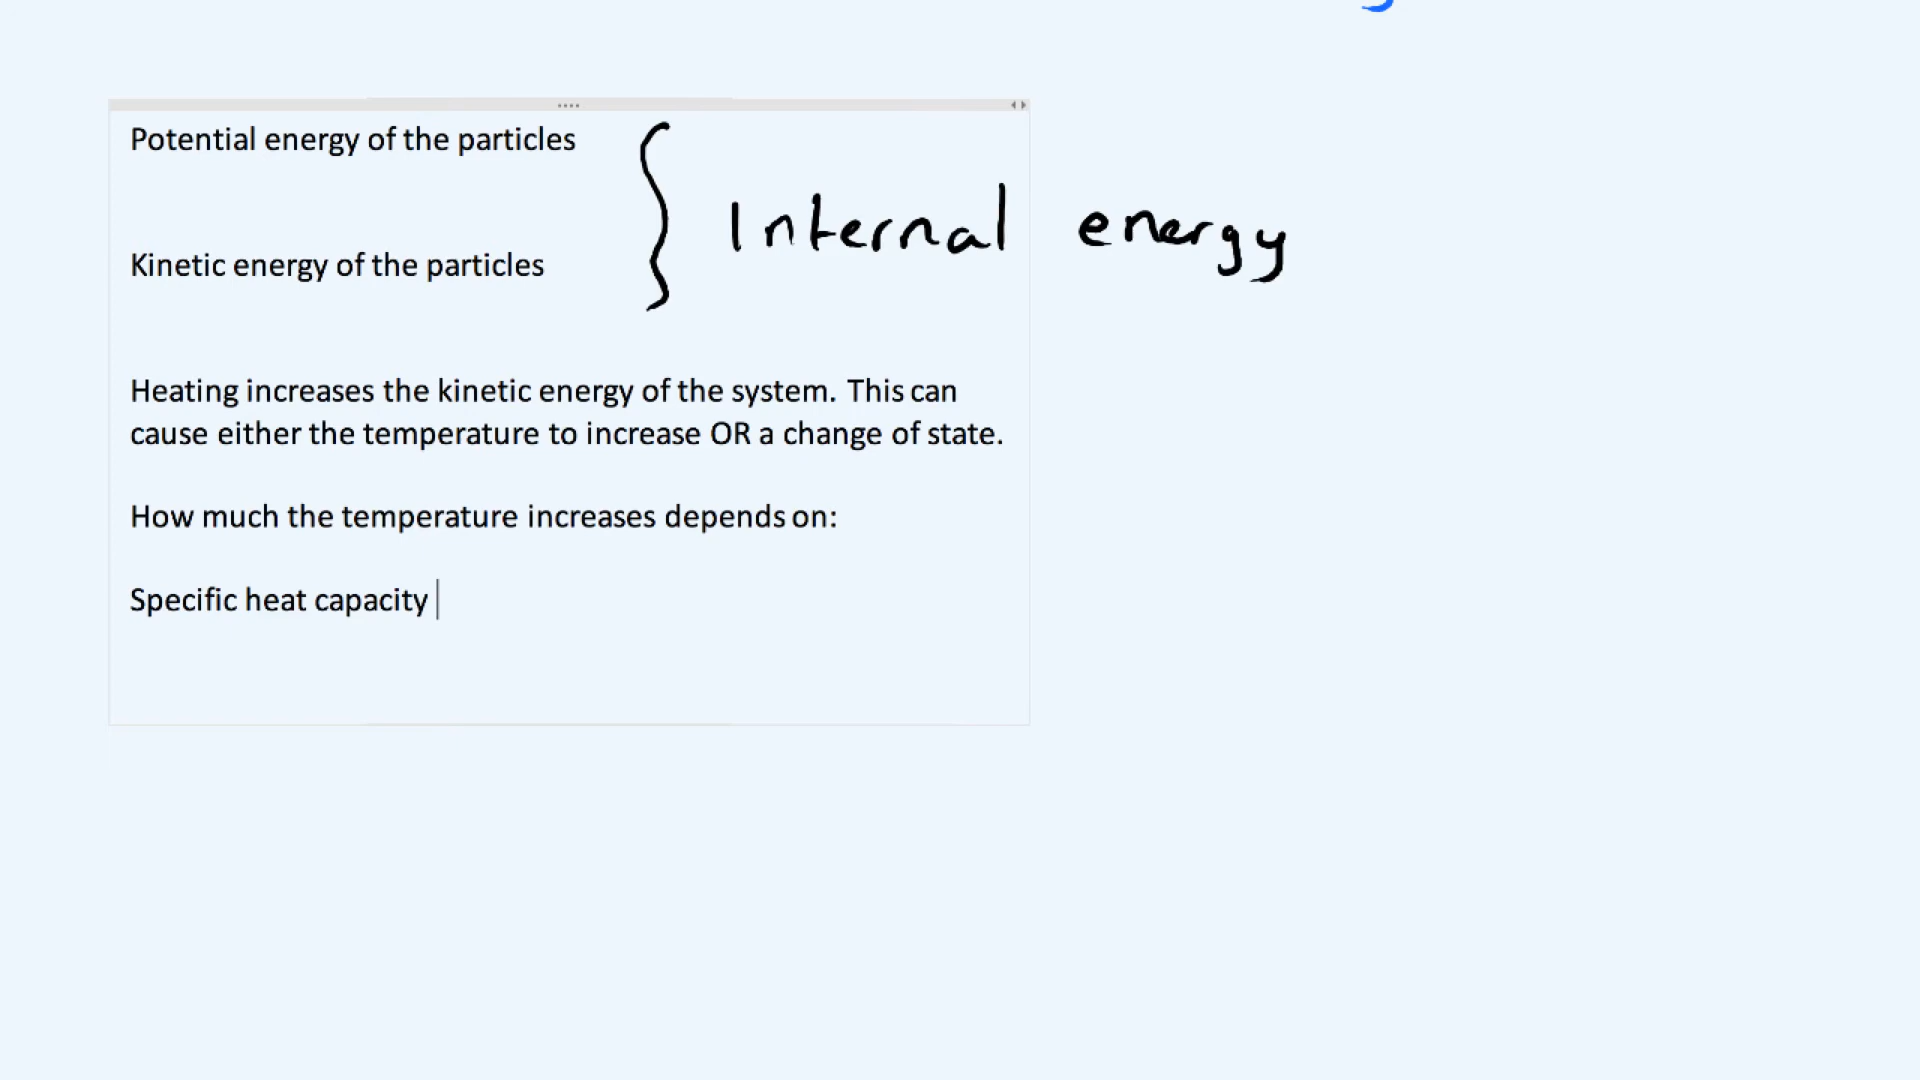 Potential energy of the particles
Internal energy
Kinetic energy of the particles
Heating increases the kinetic energy of the system. This can
cause either the temperature to increase OR a change of state.
How much the temperature increases depends on:
Specific heat capacity